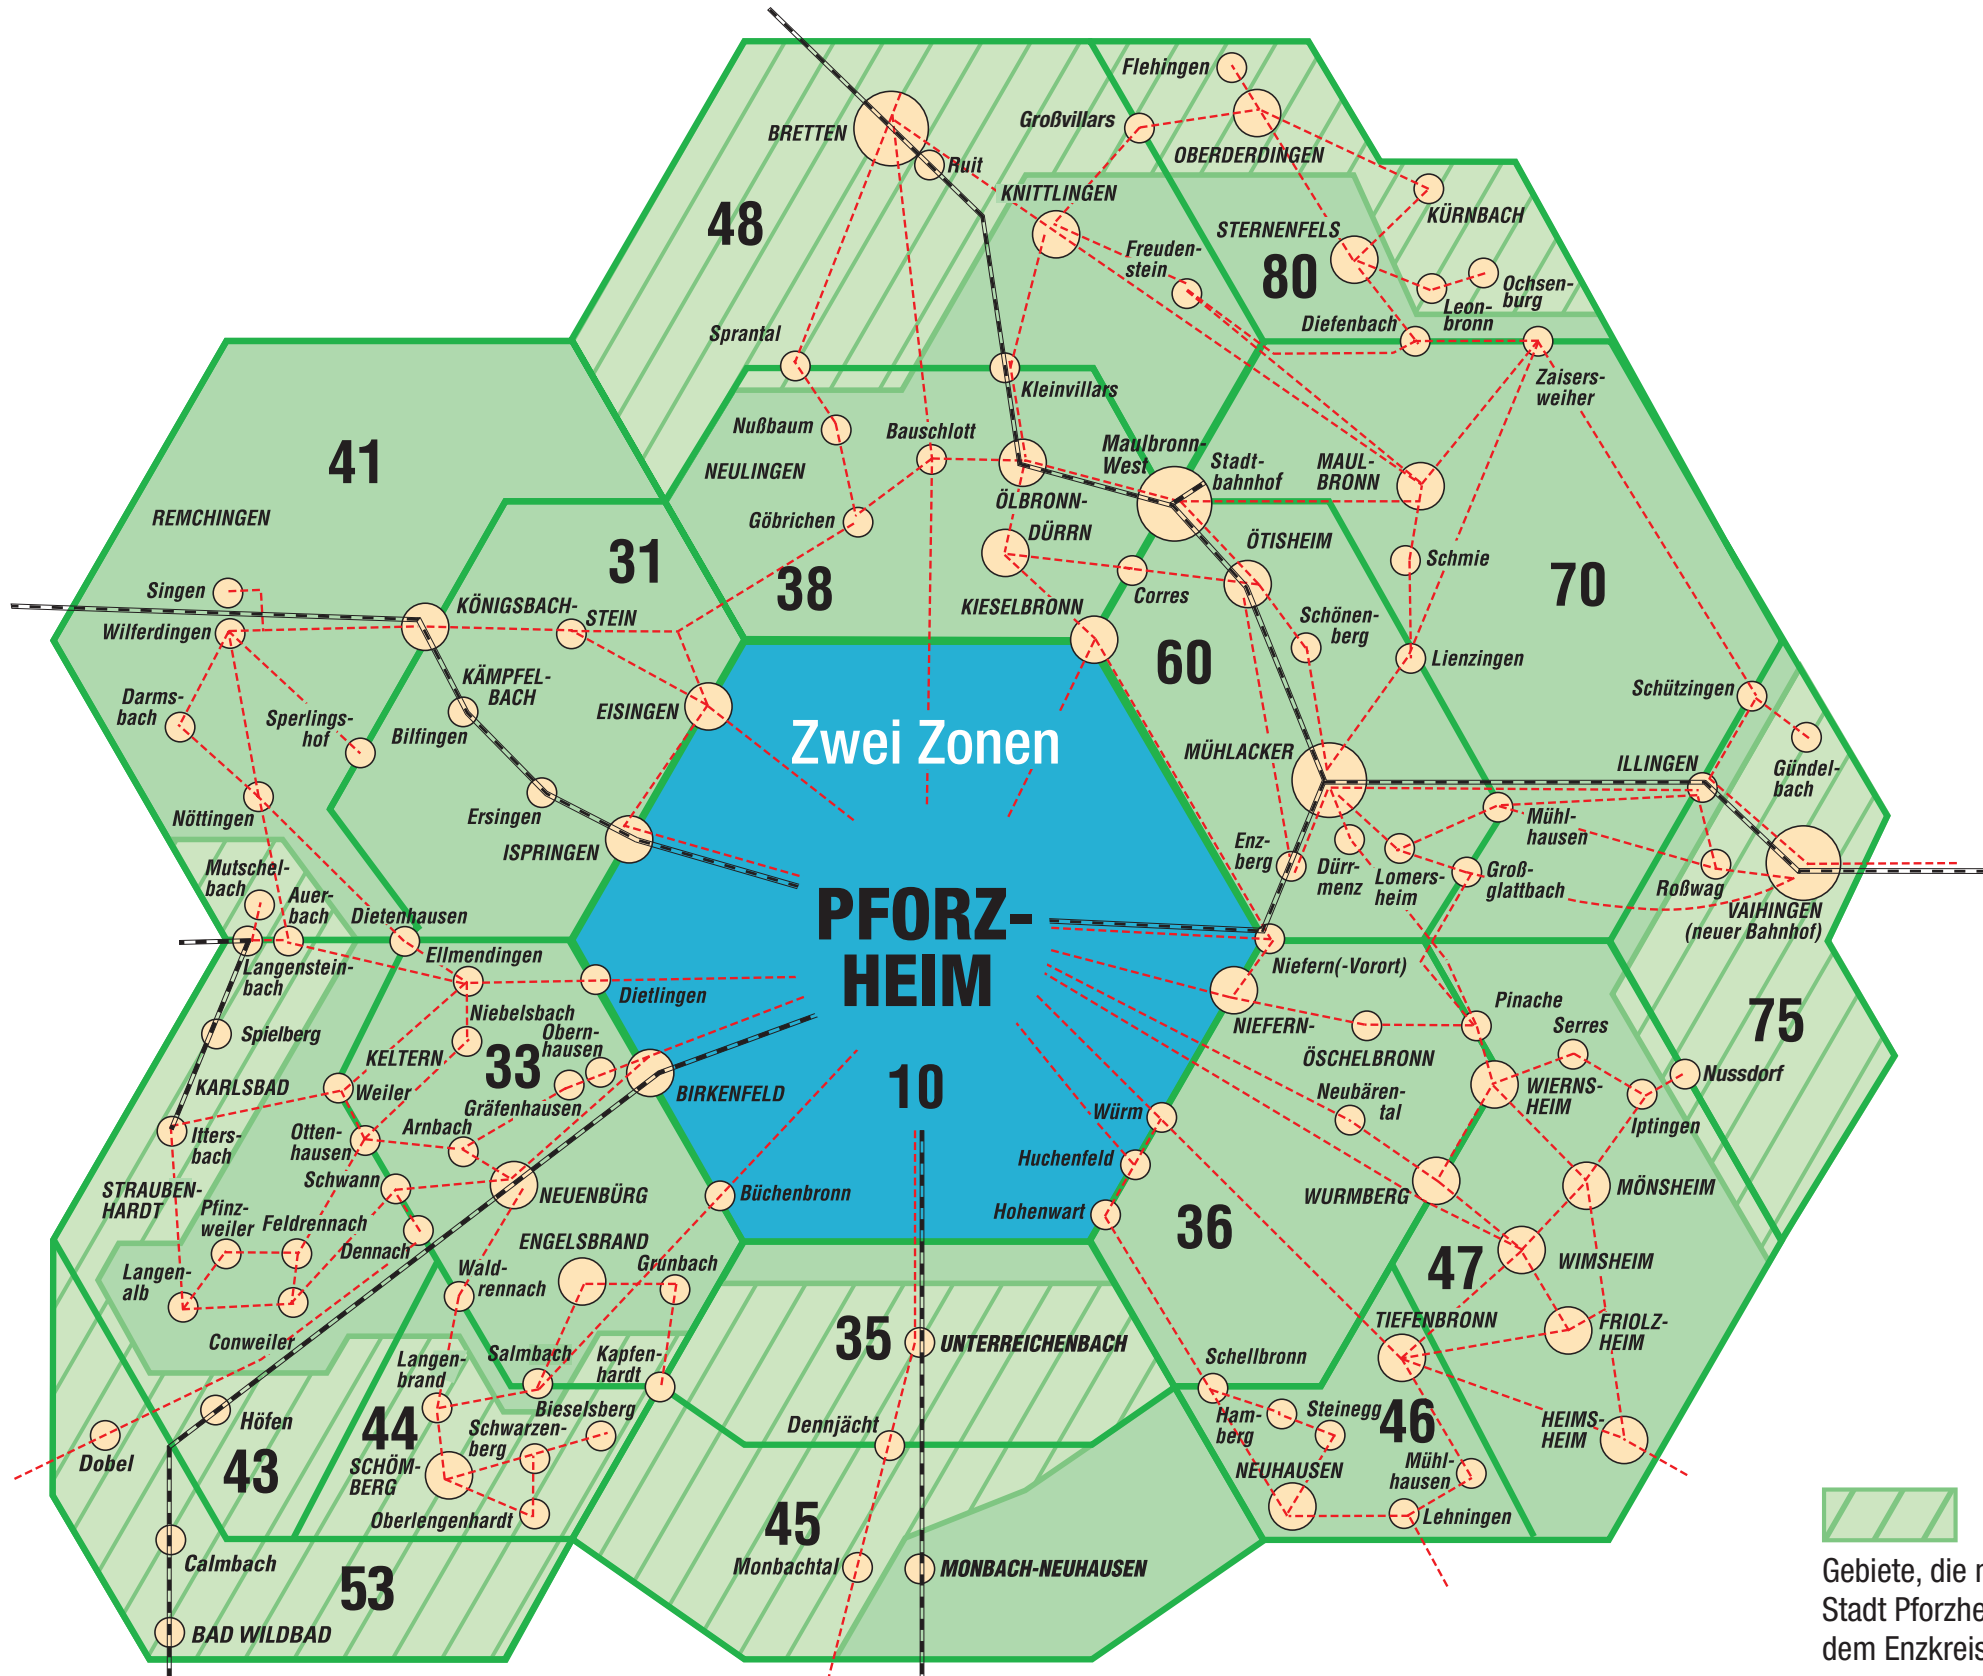 Flehingen
Großvillars
BRETTEN
OBERDERDINGEN
Ruit
KNITTLINGEN
KÜRNBACH
48
STERNENFELS
Freuden-
stein
80
Ochsen-
burg
Leon-
bronn
Diefenbach
Sprantal
Kleinvillars
Zaisers-
weiher
Nußbaum
Bauschlott
Maulbronn-
West
Stadt-
bahnhof
MAUL-
BRONN
41
NEULINGEN
ÖLBRONN-
DÜRRN
REMCHINGEN
Göbrichen
ÖTISHEIM
31
38
Schmie
70
Singen
KÖNIGSBACH-
STEIN
KIESELBRONN
Corres
Schönen-
berg
Wilferdingen
60
Lienzingen
KÄMPFEL-
BACH
Darms-
bach
Sperlings-
hof
Bilfingen
EISINGEN
Zwei Zonen
MÜHLACKER
Schützingen
ILLINGEN
Gündel-
bach
Nöttingen
Ersingen
ISPRINGEN
Mühl-
hausen
Enz-
berg
Dürr-
menz
Lomers-
heim
Groß-
glattbach
Roßwag
VAIHINGEN
(neuer Bahnhof)
Mutschel-
bach
Auer-
bach
Dietenhausen
PFORZ-
HEIM
10
Ellmendingen
Langenstein-
bach
Dietlingen
Niefern(-Vorort)
Niebelsbach
Obern-
hausen
Spielberg
KELTERN
33
NIEFERN-
ÖSCHELBRONN
Pinache
Serres
75
KARLSBAD
Weiler
Gräfenhausen
BIRKENFELD
Neubären-
tal
WIERNS-
HEIM
Nussdorf
Iptingen
Itters-
bach
Otten-
hausen
Arnbach
Würm
Huchenfeld
Schwann
NEUENBÜRG
Büchenbronn
Hohenwart
WURMBERG
MÖNSHEIM
STRAUBEN-
HARDT
Pfinz-
weiler
Feldrennach
Dennach
ENGELSBRAND
Grunbach
36
47
WIMSHEIM
Langen-
alb
Wald-
rennach
Conweiler
35
UNTERREICHENBACH
TIEFENBRONN
FRIOLZ-
HEIM
Langen-
brand
Salmbach
Kapfen-
hardt
Schellbronn
Höfen
44
Bieselsberg
Schwarzen-
berg
Dennjächt
Ham-
berg
Steinegg
46
HEIMS-
HEIM
Dobel
43
SCHÖM-
BERG
NEUHAUSEN
Mühl-
hausen
Oberlengenhardt
45
Lehningen
Calmbach
53
Monbachtal
MONBACH-NEUHAUSEN
BAD WILDBAD
Gebiete, die n
Stadt Pforzhe
dem Enzkreis